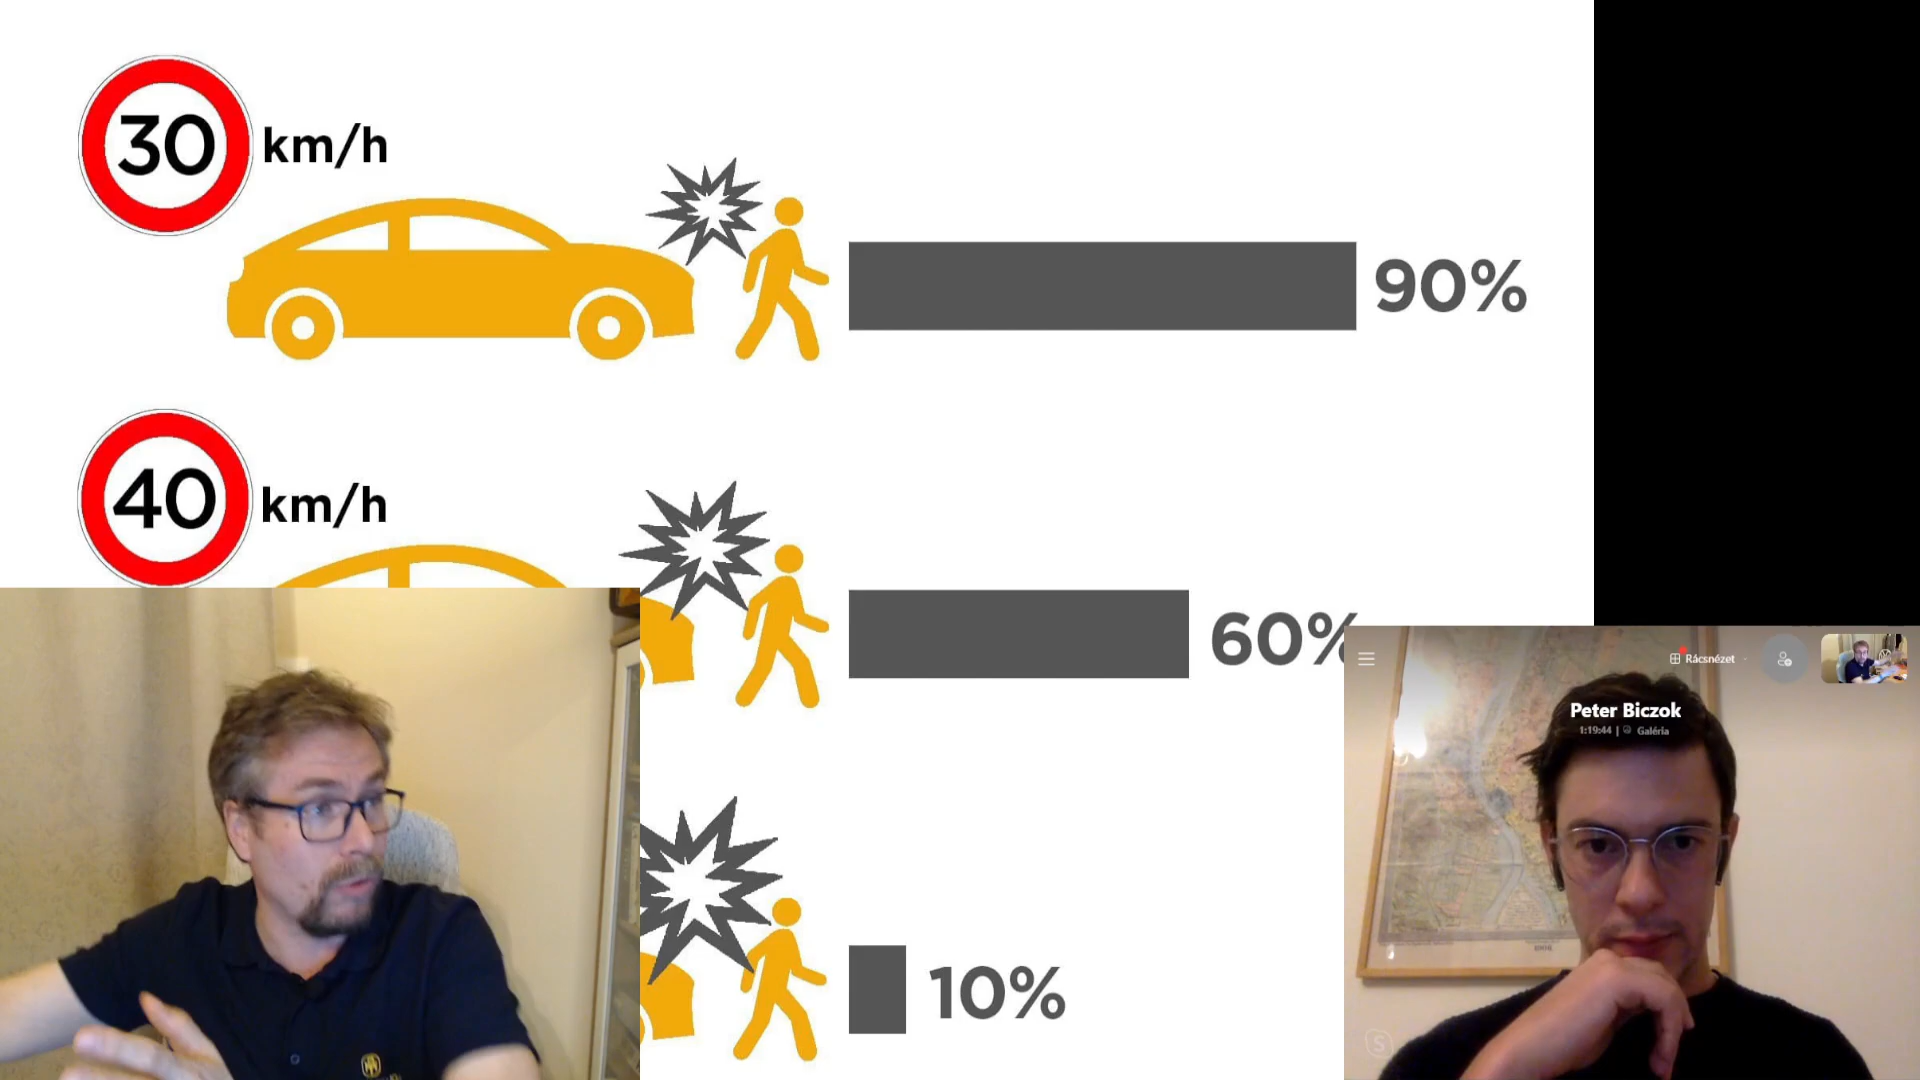 30 km/h
90%
40 km/h
60%
Rácsnézet
Peter Biczok
1:19:44 | Galéria
10%
S